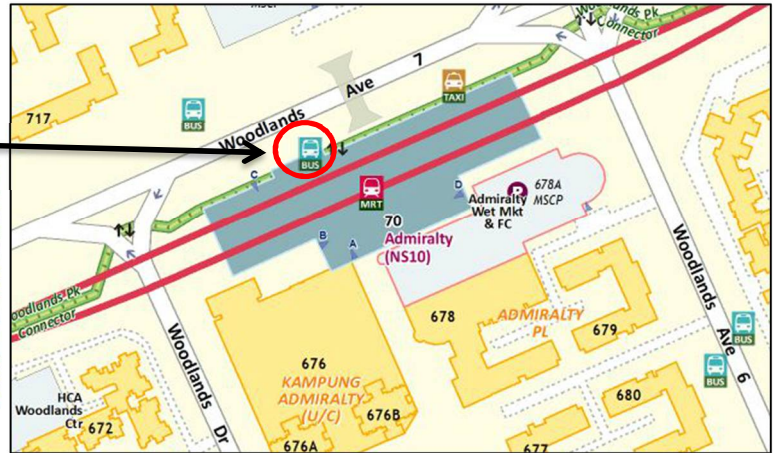 MSCP
Woodlands Pk
Connector
717
BUS
Woodlands Ave 7
TAXI
BUS
C
MRT
D
P
678A
MSCP
Admiralty
Wet Mkt
& FC
70
Admiralty
(NS10)
B
A
Connector
678
ADMIRALTY
PL
679
Woodlands Ave 6
BUS
BUS
Woodlands Dr
676
KAMPUNG
ADMIRALTY
(U/C)
676B
676A
HCA
Woodlands
Ctr
672
680
677